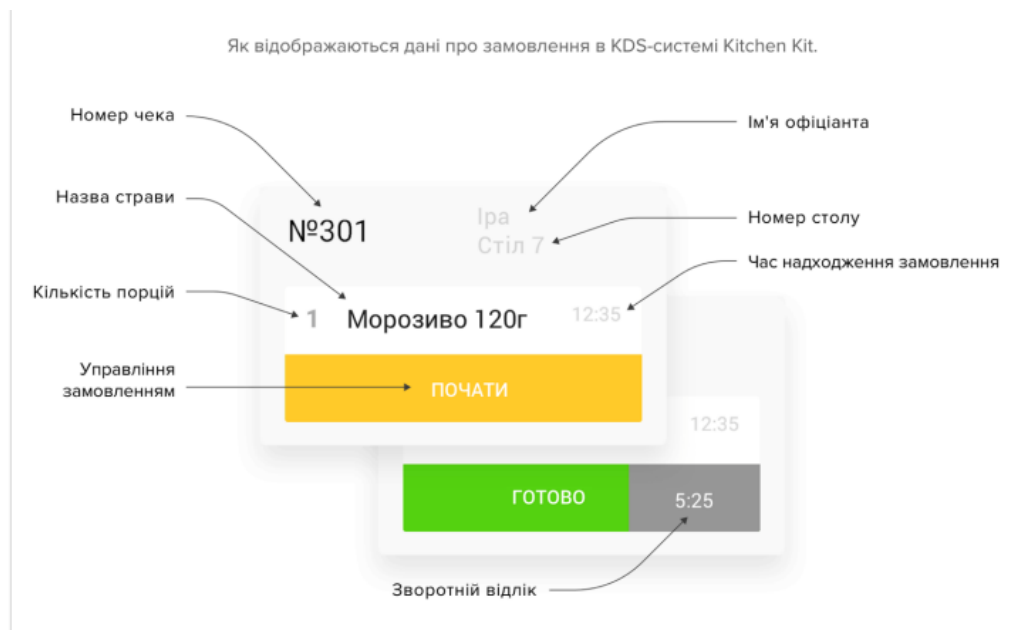 Як відображаються дані про замовлення в KDS-системі Kitchen Kit.
Номер чека
Ім'я офіціанта
Назва страви
Іра
№301
Номер столу
Стіл 7
Час надходження замовлення
Кількість порцій
1 Морозиво 120г 12:35
Управління
замовленням
ПОЧАТИ
12:35
ГОТОВО 5:25
Зворотній відлік